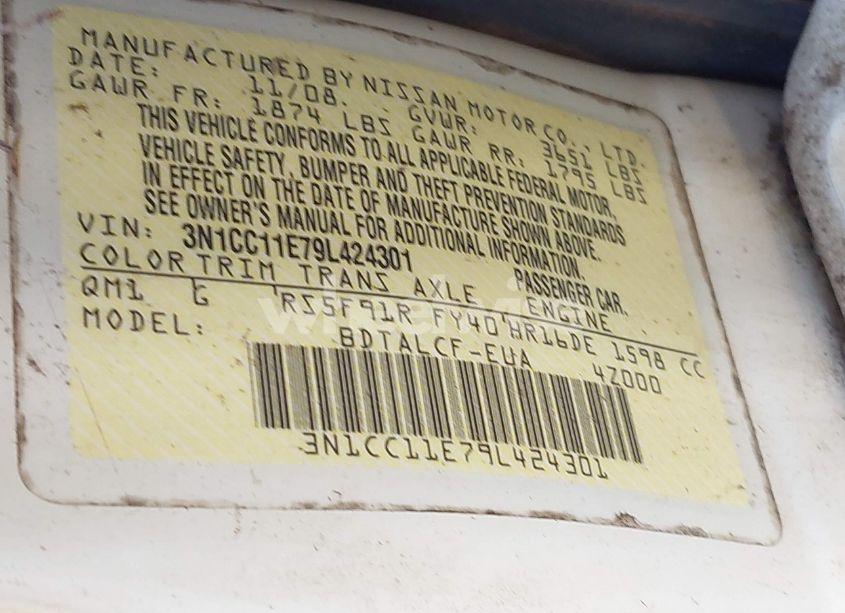 MANUFACTURED BY NISSAN MOTOR CO., LTD.
DATE: 11/08. GVWR: 3651 LBS
GAWR FR: 1874 LBS GAWR RR: 1795 LBS
THIS VEHICLE CONFORMS TO ALL APPLICABLE FEDERAL MOTOR,
VEHICLE SAFETY, BUMPER AND THEFT PREVENTION STANDARDS
IN EFFECT ON THE DATE OF MANUFACTURE SHOWN ABOVE.
SEE OWNER'S MANUAL FOR ADDITIONAL INFORMATION.
VIN: 3N1CC11E79L424301 PASSENGER CAR.
COLOR TRIM TRANS AXLE ENGINE
QM1 G RS5F91R FY40 HR16DE 1598 CC
MODEL: BDTALCF-EUA 4Z000
3N1CC11E79L424301